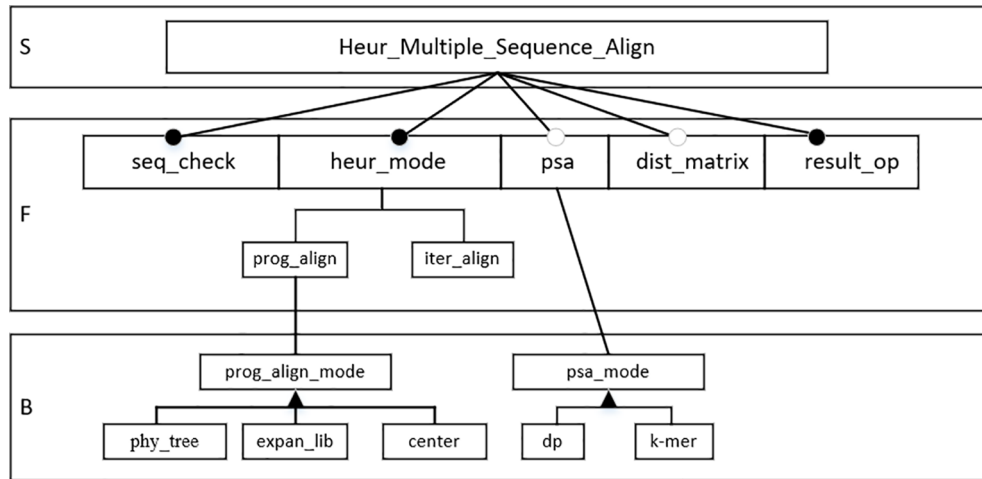 S
Heur_Multiple_Sequence_Align
seq_check
heur_mode
psa
dist_matrix
result_op
F
prog_align
iter_align
prog_align_mode
psa_mode
B
phy_tree
expan_lib
center
dp
k-mer